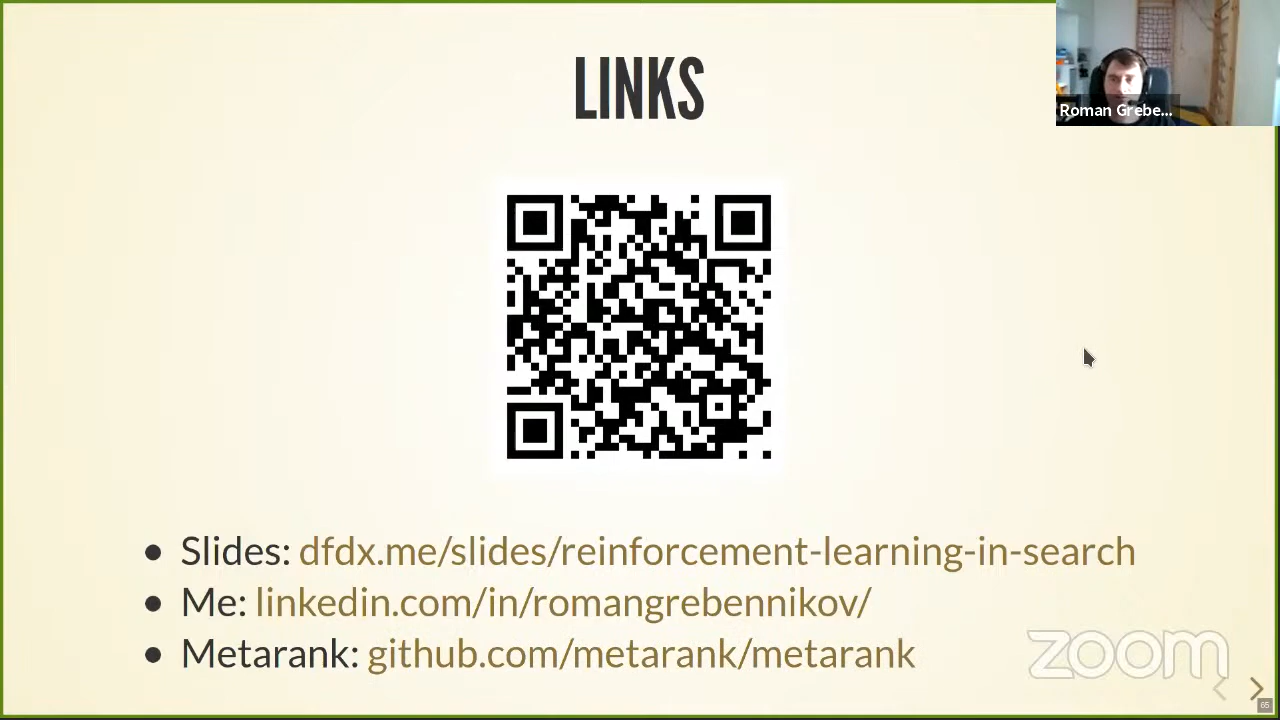 LINKS
Roman Grebe...
Slides: dfdx.me/slides/reinforcement-learning-in-search
Me: linkedin.com/in/romangrebennikov/
Metarank: github.com/metarank/metarank
zoom
65